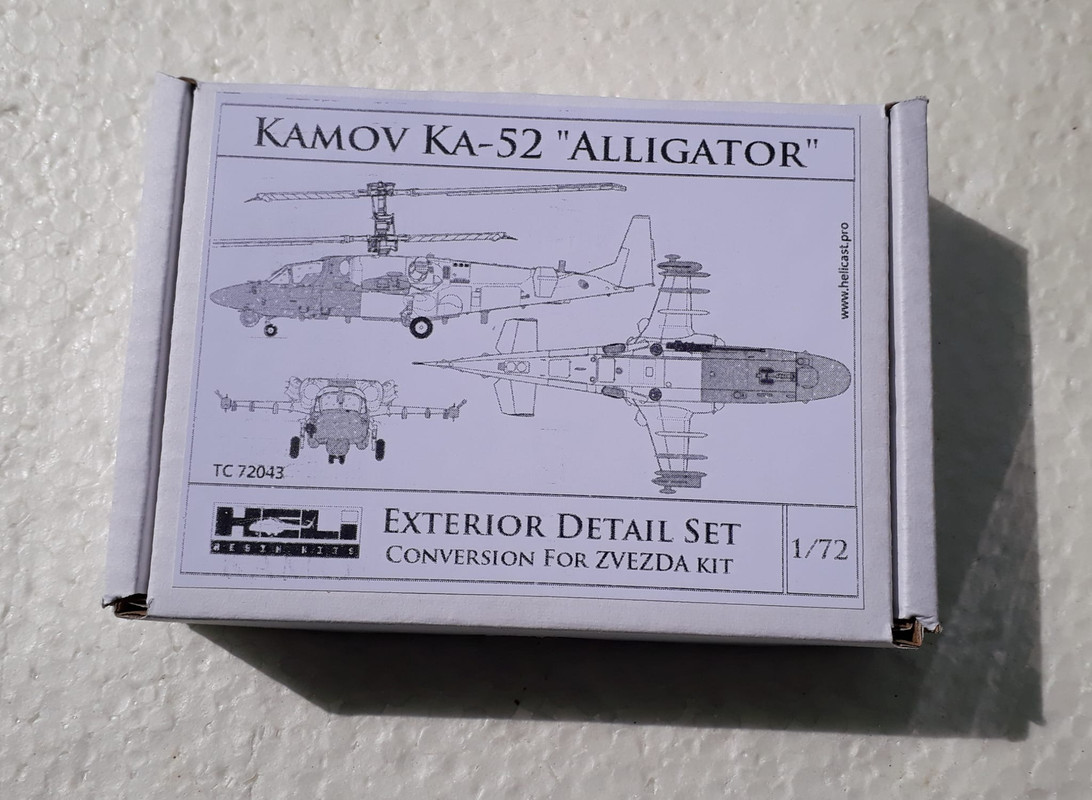 KAMOV KA-52 "ALLIGATOR"
www.helicast.pro
TC 72043
HELI
RESIN KITS
EXTERIOR DETAIL SET
CONVERSION FOR ZVEZDA KIT
1/72